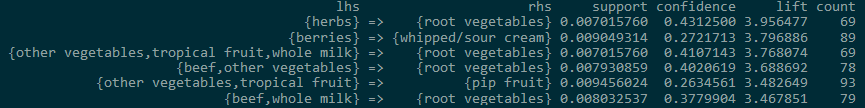 lhs rhs support confidence lift count
{herbs} => {root vegetables} 0.007015760 0.4312500 3.956477 69
{berries} => {whipped/sour cream} 0.009049314 0.2721713 3.796886 89
{other vegetables,tropical fruit,whole milk} => {root vegetables} 0.007015760 0.4107143 3.768074 69
{beef,other vegetables} => {root vegetables} 0.007930859 0.4020619 3.688692 78
{other vegetables,tropical fruit} => {pip fruit} 0.009456024 0.2634561 3.482646 93
{beef,whole milk} => {root vegetables} 0.008032537 0.3779904 3.467851 79